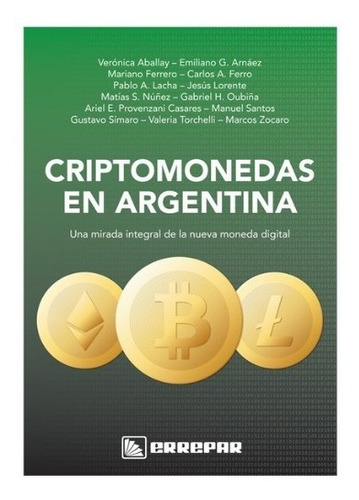 Verónica Aballay – Emiliano G. Arnáez
Mariano Ferrero – Carlos A. Ferro
Pablo A. Lacha – Jesús Lorente
Matías S. Núñez – Gabriel H. Oubiña
Ariel E. Provenzani Casares – Manuel Santos
Gustavo Símaro – Valeria Torchelli – Marcos Zocaro
CRIPTOMONEDAS
EN ARGENTINA
Una mirada integral de la nueva moneda digital
ERREPAR